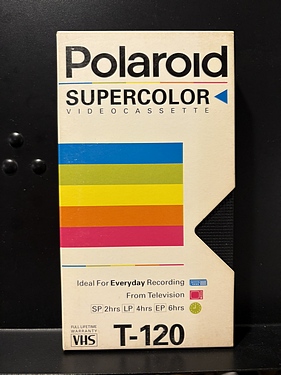 Polaroid
SUPERCOLOR
VIDEOCASSETTE
Ideal For Everyday Recording
From Television
SP 2hrs LP 4hrs EP 6hrs
FULL LIFETIME
WARRANTY
VHS T-120